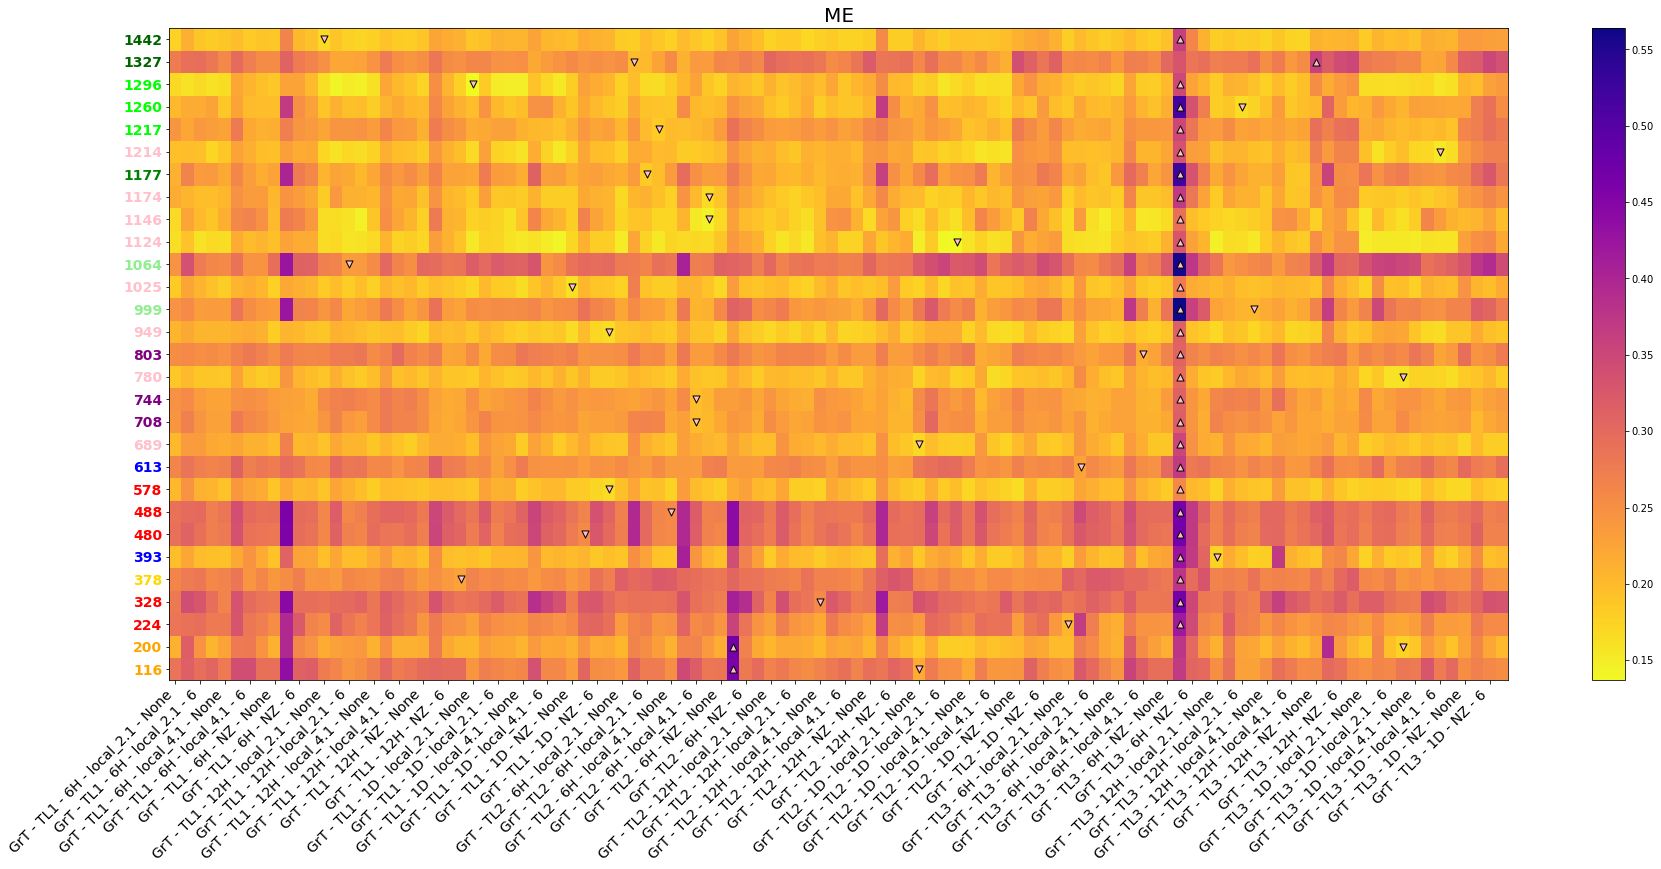 ME
1442
1327
1296
1260
1217
1214
1177
1174
1146
1124
1064
1025
999
949
803
780
744
708
689
613
578
488
480
393
378
328
224
200
116
GrT - TL1 - 6H - local_2.1 - None
GrT - TL1 - 6H - local_2.1 - 6
GrT - TL1 - 6H - local_4.1 - None
GrT - TL1 - 6H - local_4.1 - 6
GrT - TL1 - 6H - NZ - None
GrT - TL1 - 6H - NZ - 6
GrT - TL1 - 12H - local_2.1 - None
GrT - TL1 - 12H - local_2.1 - 6
GrT - TL1 - 12H - local_4.1 - None
GrT - TL1 - 12H - local_4.1 - 6
GrT - TL1 - 12H - NZ - None
GrT - TL1 - 12H - NZ - 6
GrT - TL1 - 1D - local_2.1 - None
GrT - TL1 - 1D - local_2.1 - 6
GrT - TL1 - 1D - local_4.1 - None
GrT - TL1 - 1D - local_4.1 - 6
GrT - TL1 - 1D - NZ - None
GrT - TL1 - 1D - NZ - 6
GrT - TL2 - 6H - local_2.1 - None
GrT - TL2 - 6H - local_2.1 - 6
GrT - TL2 - 6H - local_4.1 - None
GrT - TL2 - 6H - local_4.1 - 6
GrT - TL2 - 6H - NZ - None
GrT - TL2 - 6H - NZ - 6
GrT - TL2 - 12H - local_2.1 - None
GrT - TL2 - 12H - local_2.1 - 6
GrT - TL2 - 12H - local_4.1 - None
GrT - TL2 - 12H - local_4.1 - 6
GrT - TL2 - 12H - NZ - None
GrT - TL2 - 12H - NZ - 6
GrT - TL2 - 1D - local_2.1 - None
GrT - TL2 - 1D - local_2.1 - 6
GrT - TL2 - 1D - local_4.1 - None
GrT - TL2 - 1D - local_4.1 - 6
GrT - TL2 - 1D - NZ - None
GrT - TL2 - 1D - NZ - 6
GrT - TL3 - 6H - local_2.1 - None
GrT - TL3 - 6H - local_2.1 - 6
GrT - TL3 - 6H - local_4.1 - None
GrT - TL3 - 6H - local_4.1 - 6
GrT - TL3 - 6H - NZ - None
GrT - TL3 - 6H - NZ - 6
GrT - TL3 - 12H - local_2.1 - None
GrT - TL3 - 12H - local_2.1 - 6
GrT - TL3 - 12H - local_4.1 - None
GrT - TL3 - 12H - local_4.1 - 6
GrT - TL3 - 12H - NZ - None
GrT - TL3 - 12H - NZ - 6
GrT - TL3 - 1D - local_2.1 - None
GrT - TL3 - 1D - local_2.1 - 6
GrT - TL3 - 1D - local_4.1 - None
GrT - TL3 - 1D - local_4.1 - 6
GrT - TL3 - 1D - NZ - None
GrT - TL3 - 1D - NZ - 6
0.55
0.50
0.45
0.40
0.35
0.30
0.25
0.20
0.15